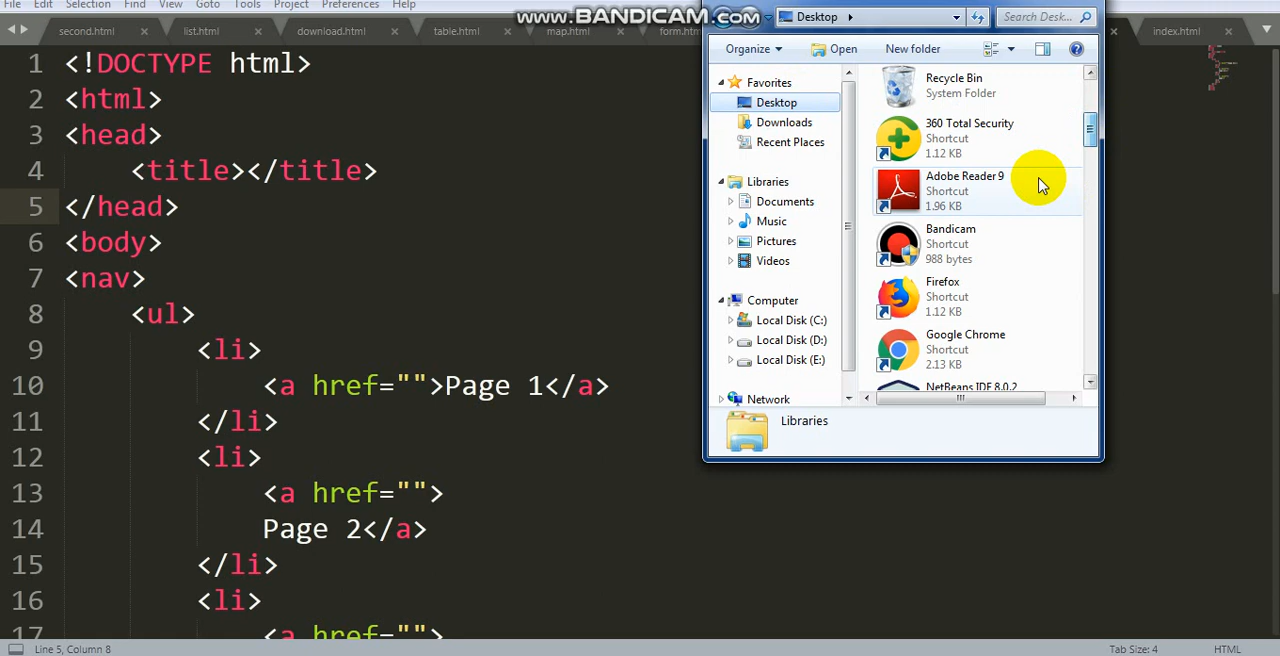 File Edit Selection Find View Goto Tools Project Preferences Help
www.BANDICAM.com
second.html list.html download.html table.html map.html form.htm index.html
1 <!DOCTYPE html>
2 <html>
3 <head>
4 <title></title>
5 </head>
6 <body>
7 <nav>
8 <ul>
9 <li>
10 <a href="">Page 1</a>
11 </li>
12 <li>
13 <a href="">
14 Page 2</a>
15 </li>
16 <li>
17 <a href="">
Desktop
Search Desk...
Organize Open New folder
Favorites
Desktop
Downloads
Recent Places
Libraries
Documents
Music
Pictures
Videos
Computer
Local Disk (C:)
Local Disk (D:)
Local Disk (E:)
Network
Recycle Bin
System Folder
360 Total Security
Shortcut
1.12 KB
Adobe Reader 9
Shortcut
1.96 KB
Bandicam
Shortcut
988 bytes
Firefox
Shortcut
1.12 KB
Google Chrome
Shortcut
2.13 KB
NetBeans IDE 8.0.2
Libraries
Line 5, Column 8
Tab Size: 4
HTML